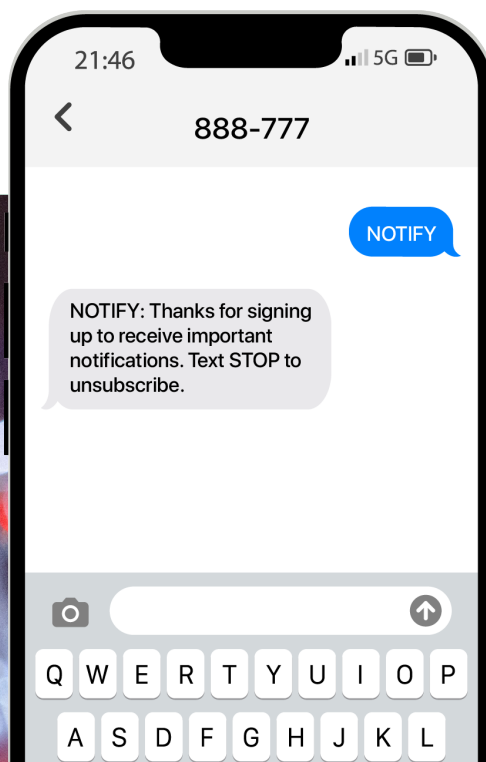 21:46 5G
888-777
NOTIFY
NOTIFY: Thanks for signing
up to receive important
notifications. Text STOP to
unsubscribe.
Q W E R T Y U I O P
A S D F G H J K L